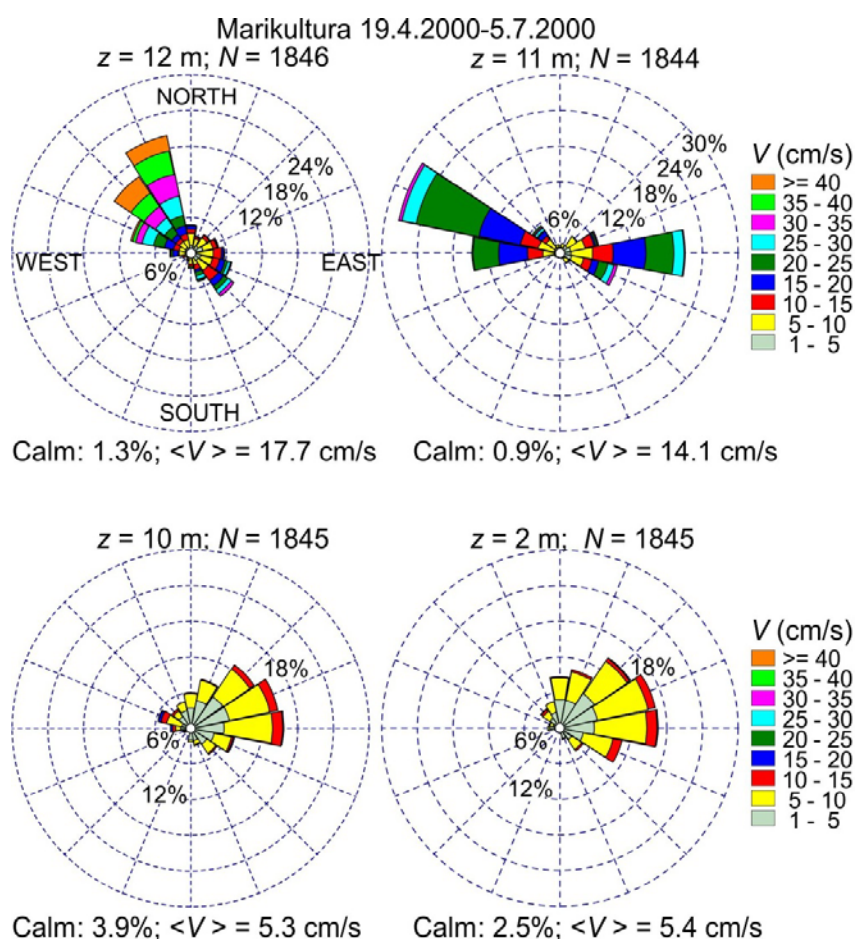 Marikultura 19.4.2000-5.7.2000
z = 12 m; N = 1846
z = 11 m; N = 1844
NORTH
30%
24%
18%
12%
WEST
6%
SOUTH
24%
18%
6%
12%
EAST
V (cm/s)
>= 40
35 - 40
30 - 35
25 - 30
20 - 25
15 - 20
10 - 15
5 - 10
1 - 5
Calm: 1.3%; <V > = 17.7 cm/s
Calm: 0.9%; <V > = 14.1 cm/s
z = 10 m; N = 1845
z = 2 m; N = 1845
18%
6%
12%
18%
6%
12%
V (cm/s)
>= 40
35 - 40
30 - 35
25 - 30
20 - 25
15 - 20
10 - 15
5 - 10
1 - 5
Calm: 3.9%; <V > = 5.3 cm/s
Calm: 2.5%; <V > = 5.4 cm/s